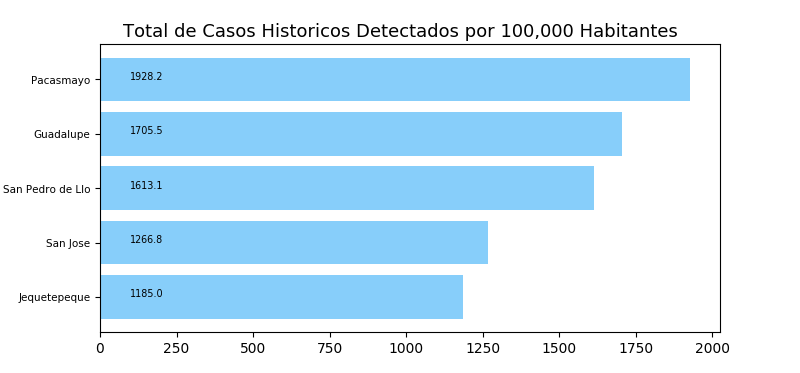 Total de Casos Historicos Detectados por 100,000 Habitantes
Pacasmayo 1928.2
Guadalupe 1705.5
San Pedro de Llo 1613.1
San Jose 1266.8
Jequetepeque 1185.0
0 250 500 750 1000 1250 1500 1750 2000